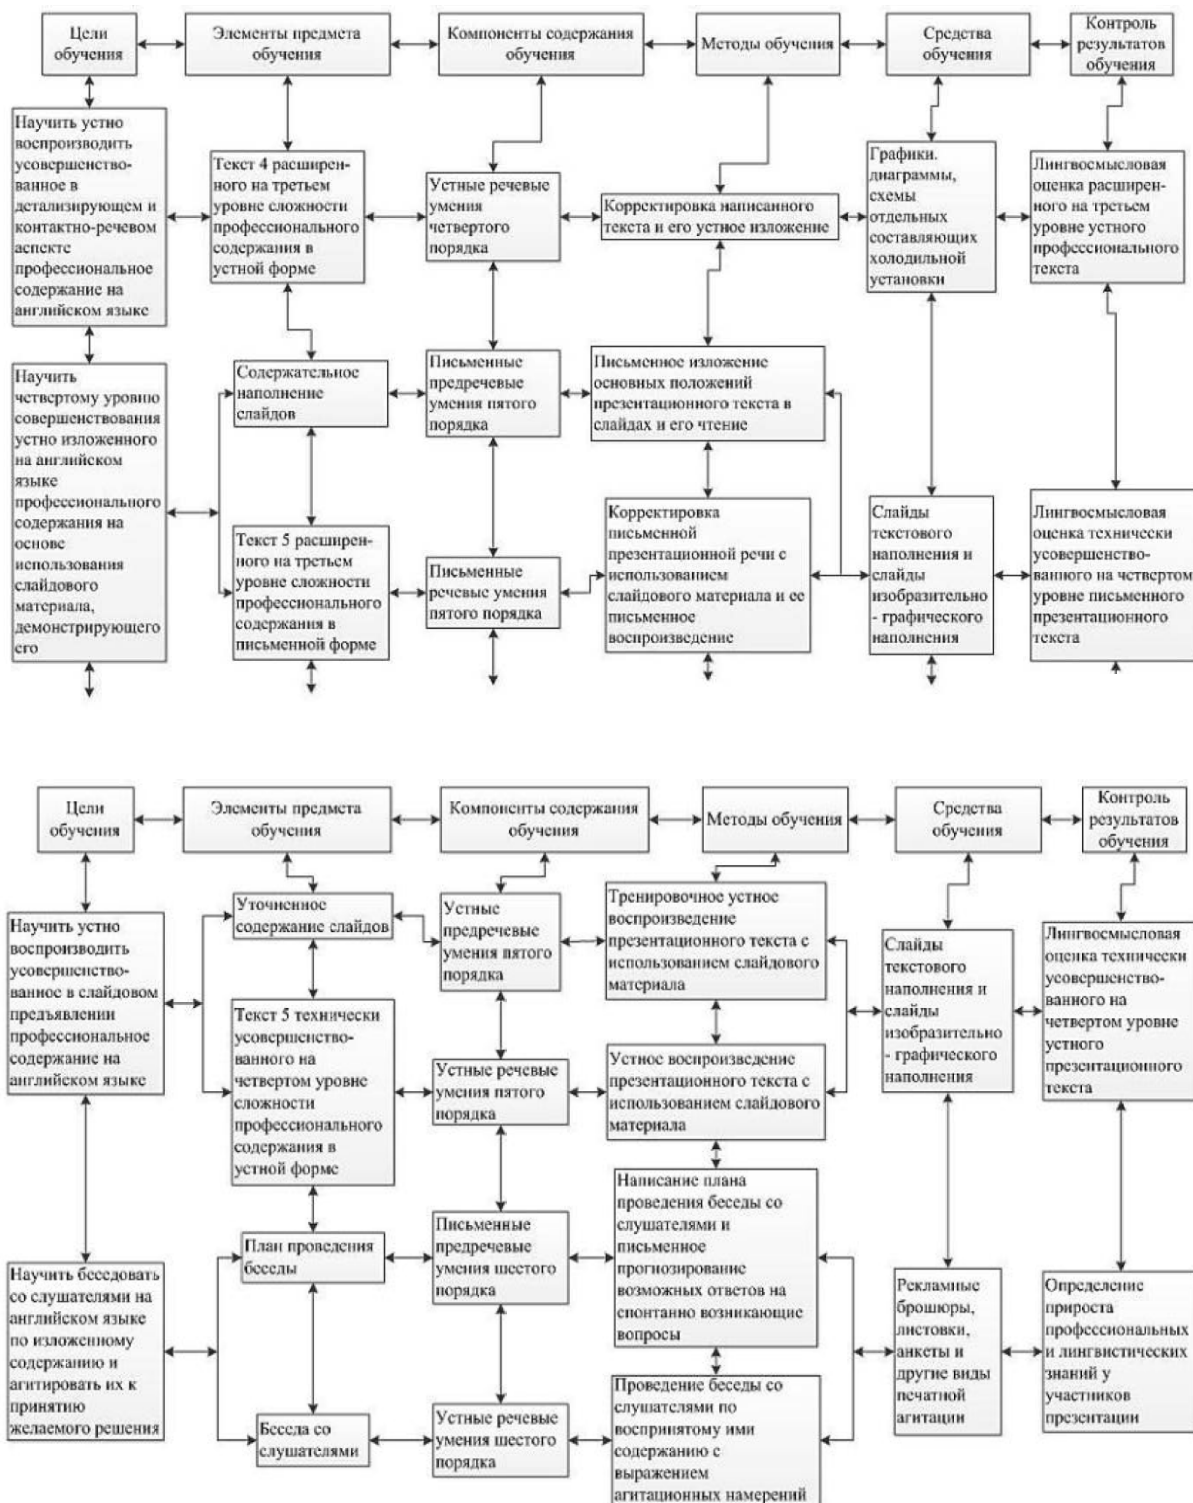 Цели
обучения
Элементы предмета
обучения
Компоненты содержания
обучения
Методы обучения
Средства
обучения
Контроль
результатов
обучения
Научить устно
воспроизводить
усовершенство-
ванное в
детализирующем и
контактно-речевом
аспекте
профессиональное
содержание на
английском языке
Текст 4 расширен-
ного на третьем
уровне сложности
профессионального
содержания в
устной форме
Устные речевые
умения
четвертого
порядка
Корректировка написанного
текста и его устное изложение
Графики.
диаграммы,
схемы
отдельных
составляющих
холодильной
установки
Лингвосмысловая
оценка расширен-
ного на третьем
уровне устного
профессионального
текста
Научить
четвертому уровню
совершенствования
устно изложенного
на английском
языке
профессионального
содержания на
основе
использования
слайдового
материала,
демонстрирующего
его
Содержательное
наполнение
слайдов
Письменные
предречевые
умения пятого
порядка
Письменное изложение
основных положений
презентационного текста в
слайдах и его чтение
Текст 5 расширен-
ного на третьем
уровне сложности
профессионального
содержания в
письменной форме
Письменные
речевые умения
пятого порядка
Корректировка
письменной
презентационной речи с
использованием
слайдового материала и ее
письменное
воспроизведение
Слайды
текстового
наполнения и
слайды
изобразительно
- графического
наполнения
Лингвосмысловая
оценка технически
усовершенство-
ванного на четвертом
уровне письменного
презентационного
текста
Цели
обучения
Элементы предмета
обучения
Компоненты содержания
обучения
Методы обучения
Средства
обучения
Контроль
результатов
обучения
Научить устно
воспроизводить
усовершенство-
ванное в слайдовом
предъявлении
профессиональное
содержание на
английском языке
Уточненное
содержание слайдов
Устные
предречевые
умения пятого
порядка
Тренировочное устное
воспроизведение
презентационного текста с
использованием слайдового
материала
Слайды
текстового
наполнения и
слайды
изобразительно
- графического
наполнения
Лингвосмысловая
оценка технически
усовершенство-
ванного на
четвертом уровне
устного
презентационного
текста
Текст 5 технически
усовершенство-
ванного на
четвертом уровне
сложности
профессионального
содержания в
устной форме
Устные речевые
умения пятого
порядка
Устное воспроизведение
презентационного текста с
использованием слайдового
материала
Научить беседовать
со слушателями на
английском языке
по изложенному
содержанию и
агитировать их к
принятию
желаемого решения
План проведения
беседы
Письменные
предречевые
умения шестого
порядка
Написание плана
проведения беседы со
слушателями и
письменное
прогнозирование
возможных ответов на
спонтанно возникающие
вопросы
Рекламные
брошюры,
листовки,
анкеты и
другие виды
печатной
агитации
Определение
прироста
профессиональных
и лингвистических
знаний у
участников
презентации
Беседа со
слушателями
Устные речевые
умения шестого
порядка
Проведение беседы со
слушателями по
воспринятому ими
содержанию с
выражением
агитационных намерений